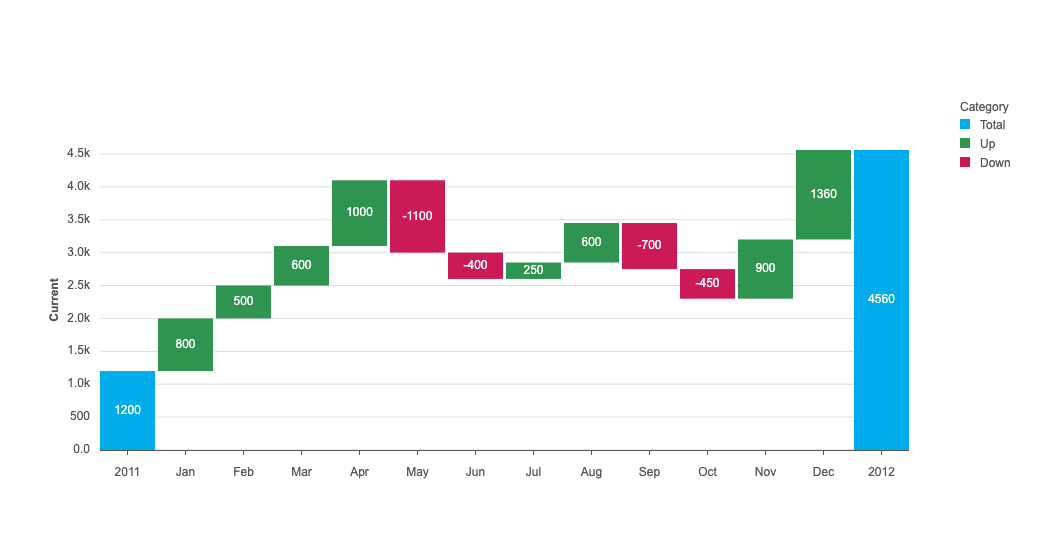 Category
Total
Up
Down
Current
4.5k
4.0k
3.5k
3.0k
2.5k
2.0k
1.5k
1.0k
500
0.0
1200
800
500
600
1000
-1100
-400
250
600
-700
-450
900
1360
4560
2011 Jan Feb Mar Apr May Jun Jul Aug Sep Oct Nov Dec 2012